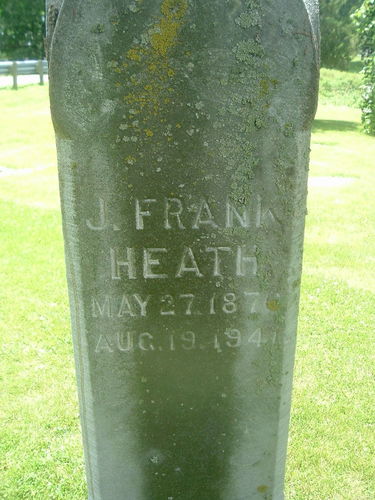 J. FRANK
HEATH
MAY 27. 187
AUG. 19. 194